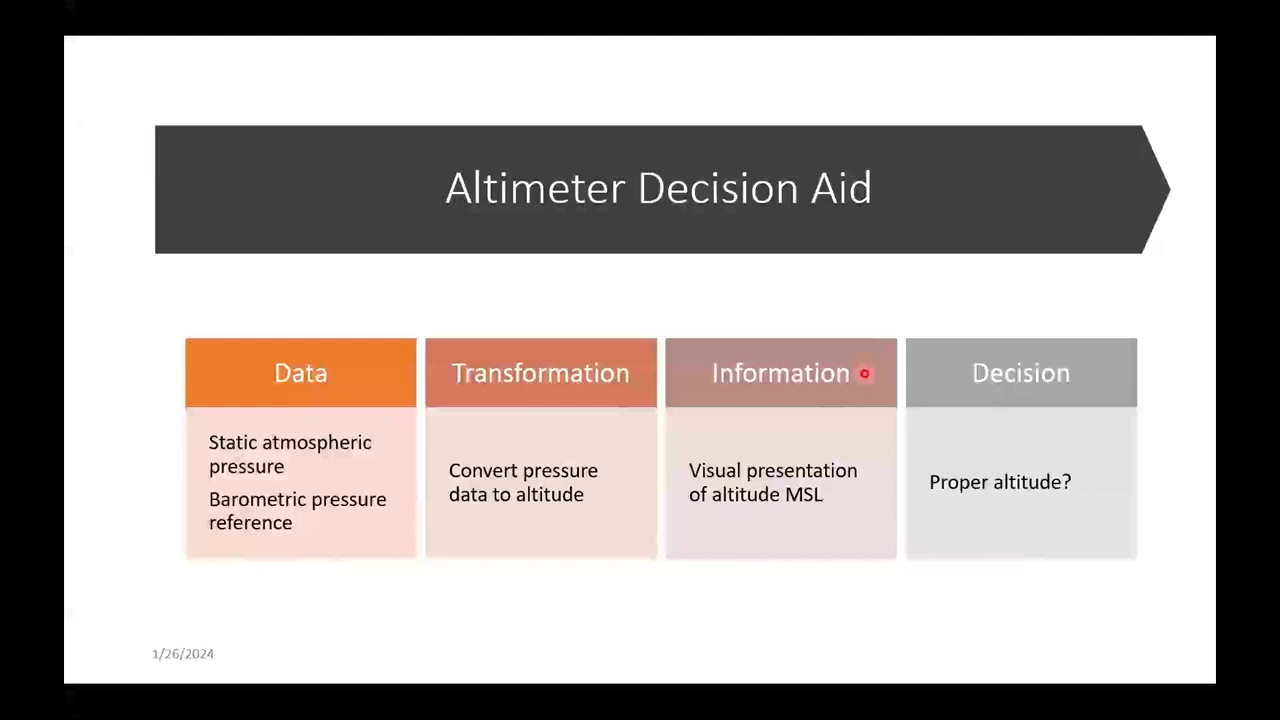 Altimeter Decision Aid
Data
Static atmospheric
pressure
Barometric pressure
reference
Transformation
Convert pressure
data to altitude
Information
Visual presentation
of altitude MSL
Decision
Proper altitude?
1/26/2024